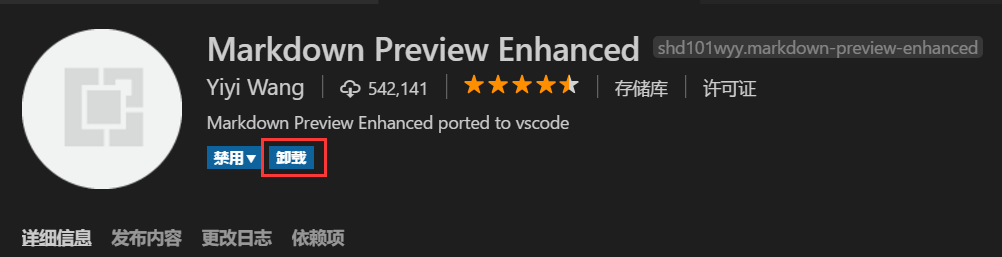 Markdown Preview Enhanced shd101wyy.markdown-preview-enhanced
Yiyi Wang 542,141 存储库 许可证
Markdown Preview Enhanced ported to vscode
禁用 卸载
详细信息 发布内容 更改日志 依赖项